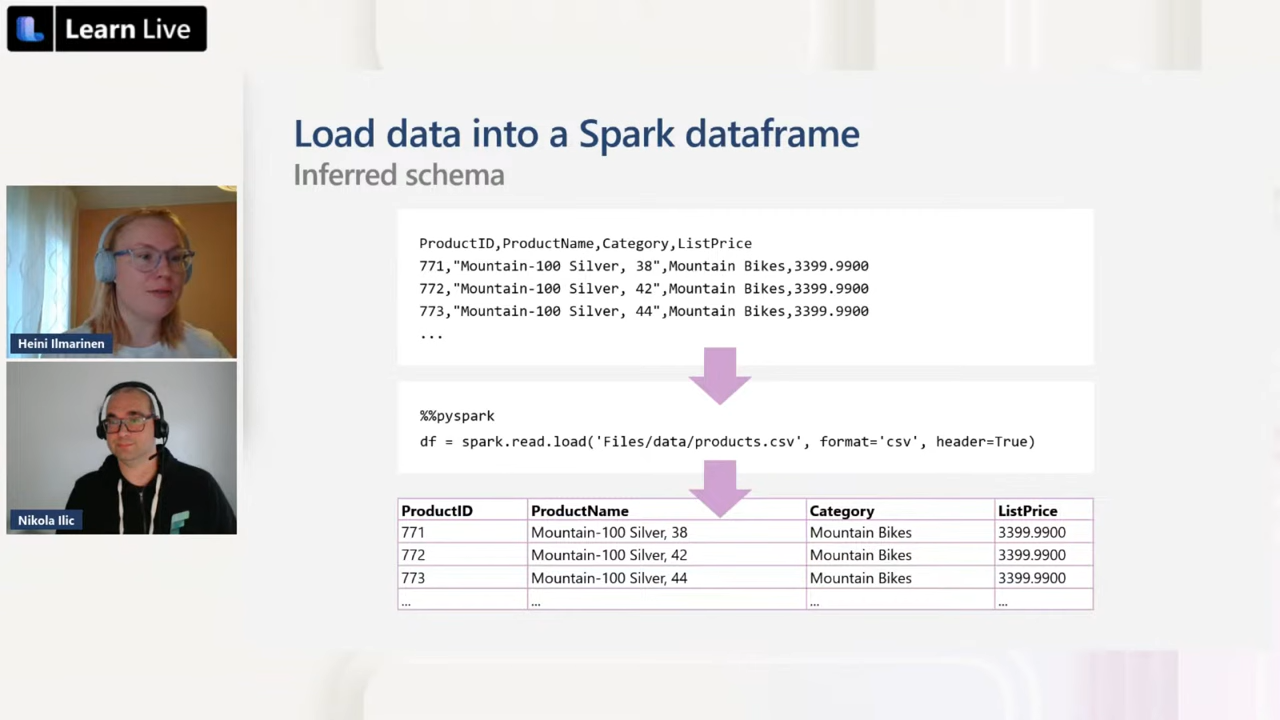 Learn Live
Load data into a Spark dataframe
Inferred schema
ProductID,ProductName,Category,ListPrice
771,"Mountain-100 Silver, 38",Mountain Bikes,3399.9900
772,"Mountain-100 Silver, 42",Mountain Bikes,3399.9900
773,"Mountain-100 Silver, 44",Mountain Bikes,3399.9900
...
%%pyspark
df = spark.read.load('Files/data/products.csv', format='csv', header=True)
ProductID ProductName Category ListPrice
771 Mountain-100 Silver, 38 Mountain Bikes 3399.9900
772 Mountain-100 Silver, 42 Mountain Bikes 3399.9900
773 Mountain-100 Silver, 44 Mountain Bikes 3399.9900
... ... ... ...
Heini Ilmarinen
Nikola Ilic